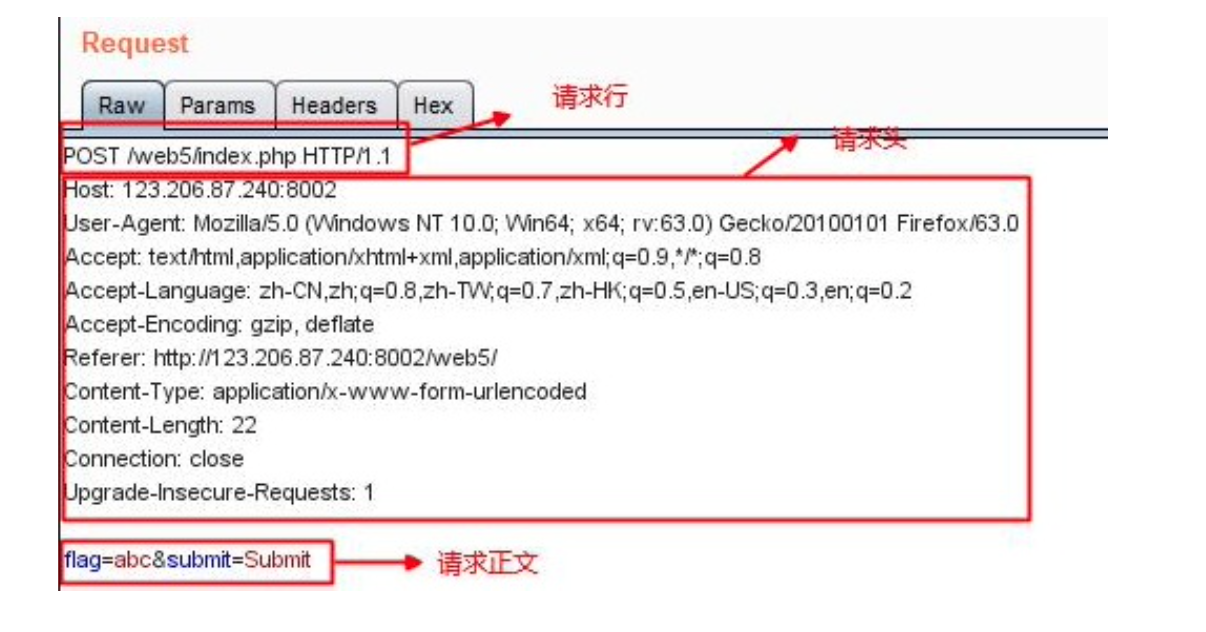 Request
Raw Params Headers Hex
请求行
请求头
POST /web5/index.php HTTP/1.1
Host: 123.206.87.240:8002
User-Agent: Mozilla/5.0 (Windows NT 10.0; Win64; x64; rv:63.0) Gecko/20100101 Firefox/63.0
Accept: text/html,application/xhtml+xml,application/xml;q=0.9,*/*;q=0.8
Accept-Language: zh-CN,zh;q=0.8,zh-TW;q=0.7,zh-HK;q=0.5,en-US;q=0.3,en;q=0.2
Accept-Encoding: gzip, deflate
Referer: http://123.206.87.240:8002/web5/
Content-Type: application/x-www-form-urlencoded
Content-Length: 22
Connection: close
Upgrade-Insecure-Requests: 1
flag=abc&submit=Submit
请求正文